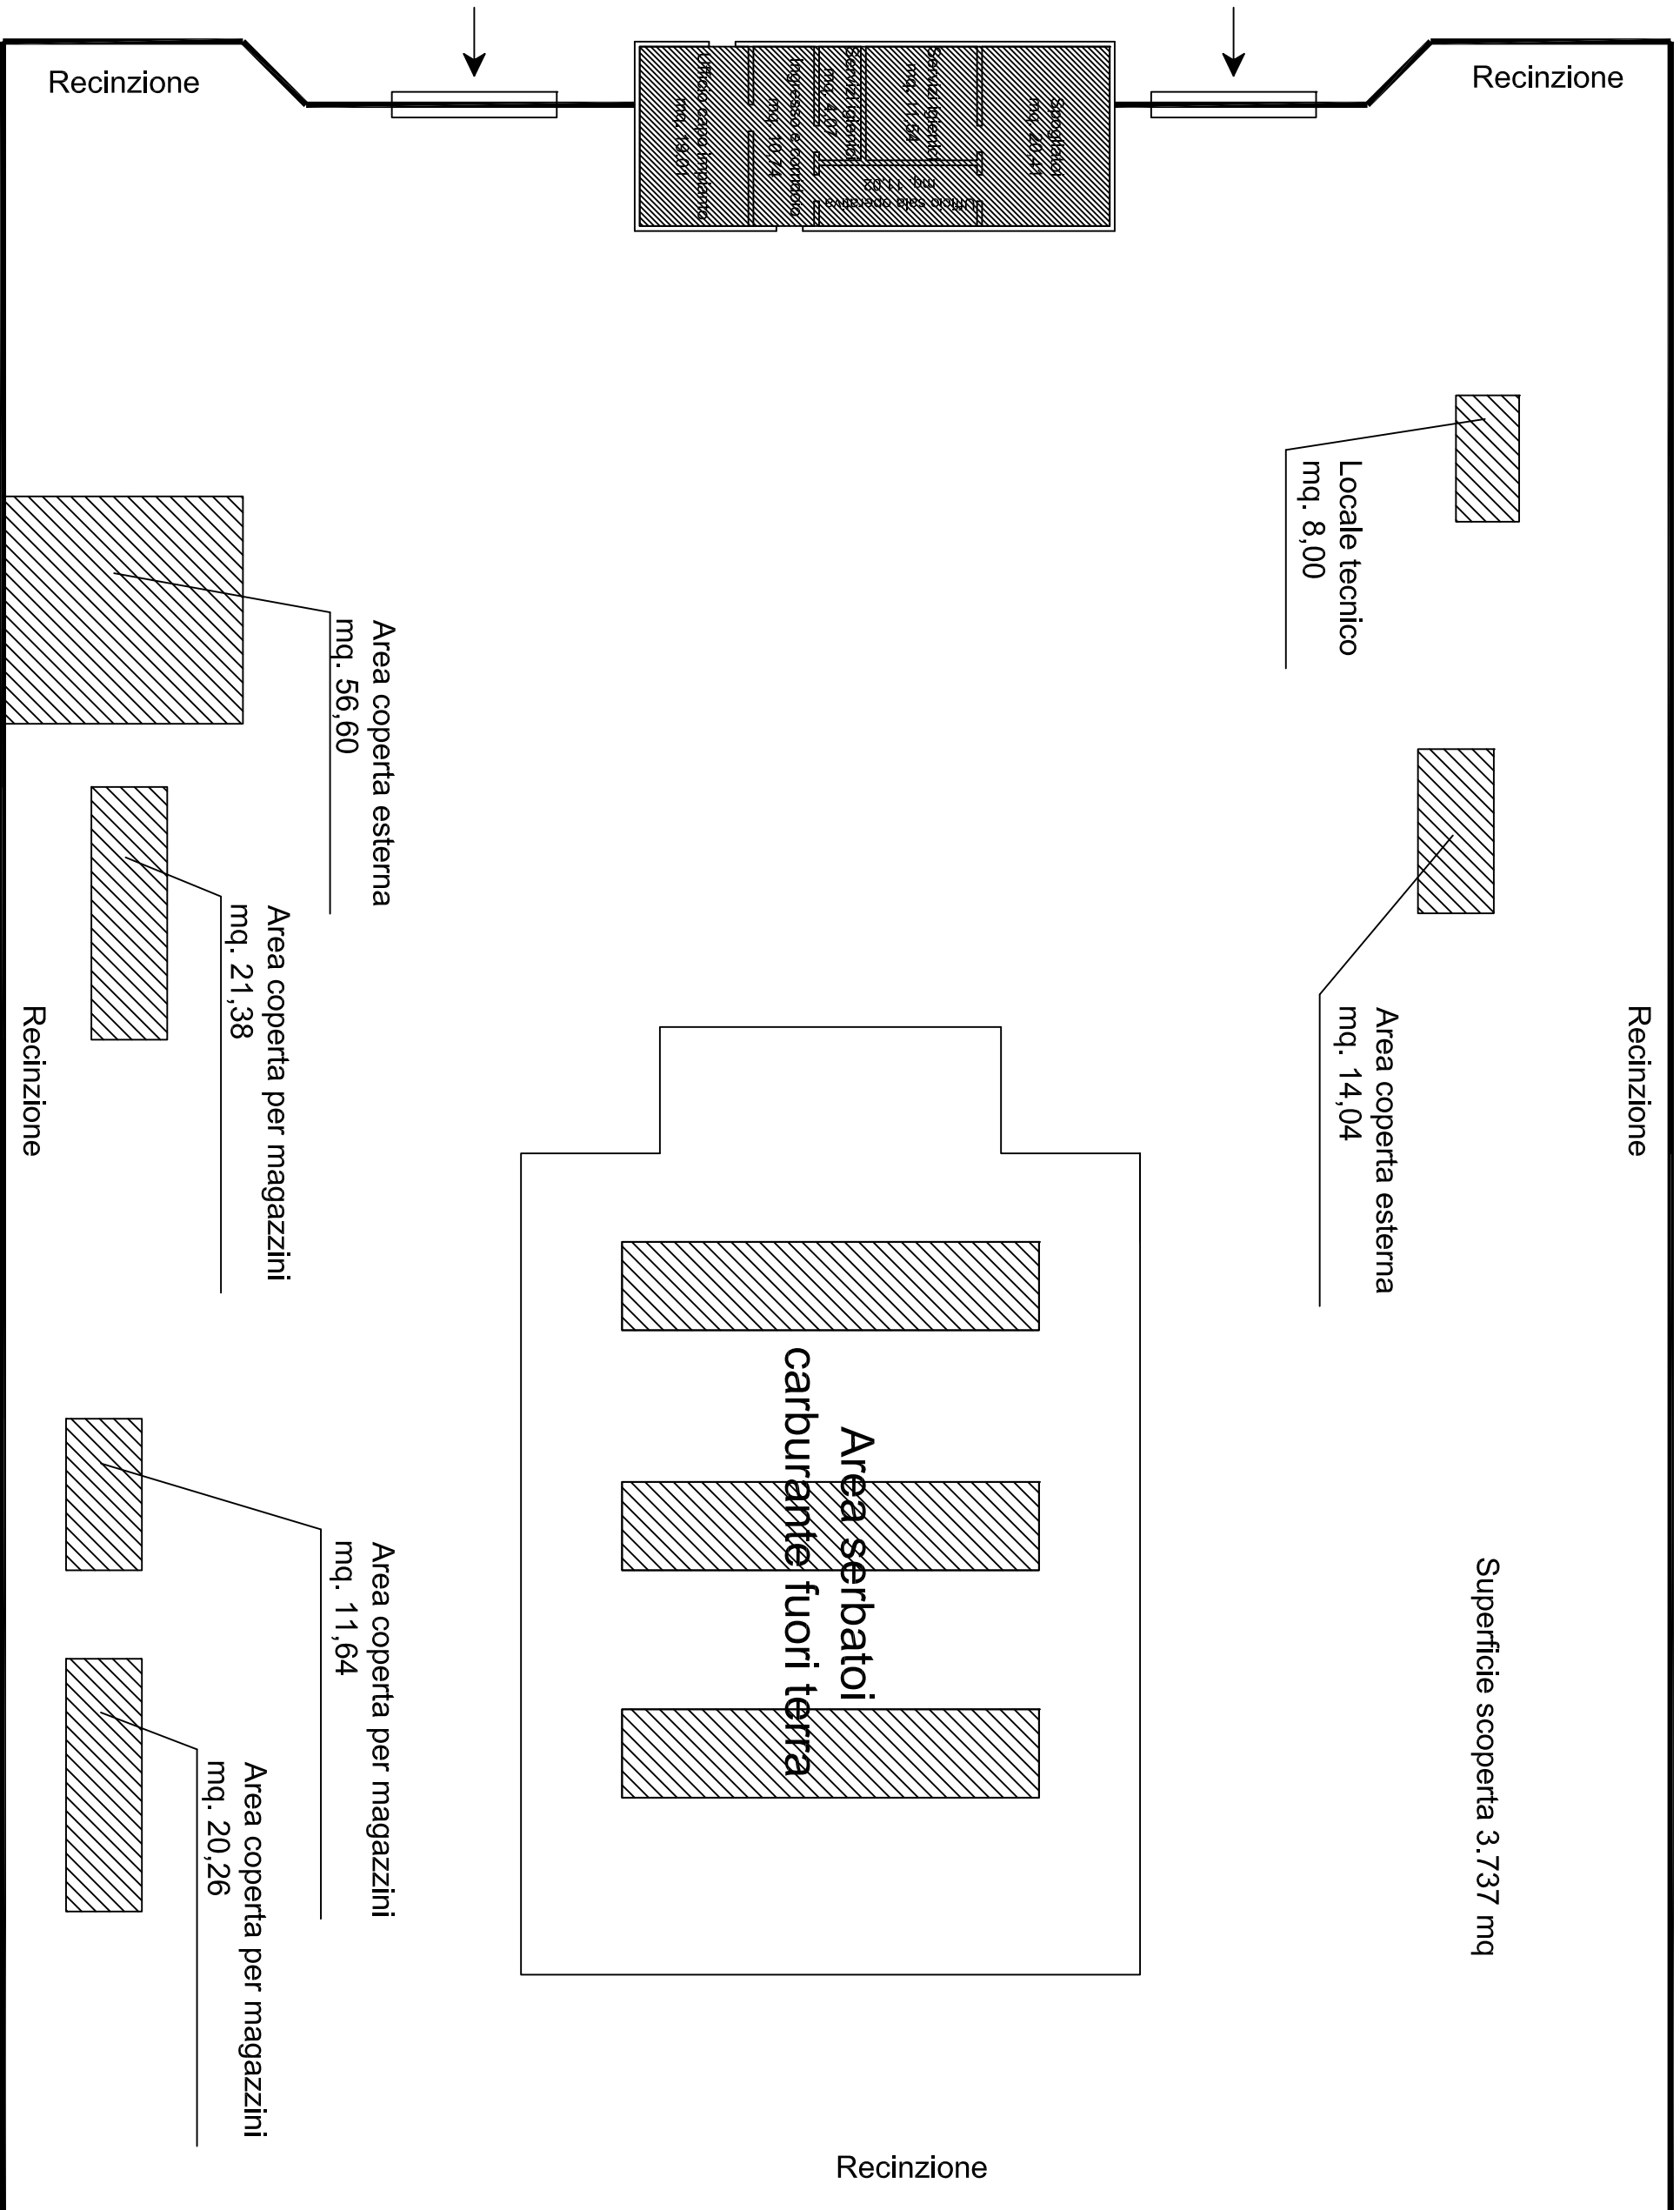 Recinzione
Recinzione
Ufficio capo impianto
mq. 19,01
Ingresso e corridoio
mq. 10,74
Servizi igienici
mq. 4,07
Servizi igienici
mq. 11,54
Ufficio sala operativa
mq. 11,02
Spogliatoi
mq. 20,41
Locale tecnico
mq. 8,00
Area coperta esterna
mq. 56,60
Area coperta esterna
mq. 14,04
Area coperta per magazzini
mq. 21,38
Recinzione
Recinzione
Area serbatoi
carburante fuori terra
Area coperta per magazzini
mq. 11,64
Superficie scoperta 3.737 mq
Area coperta per magazzini
mq. 20,26
Recinzione